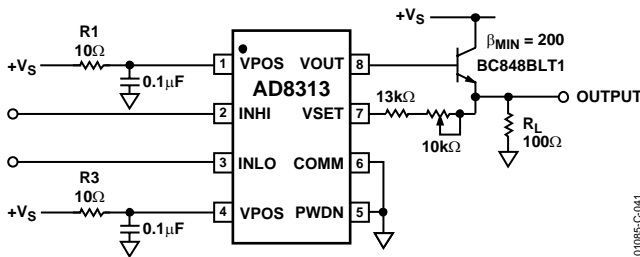 +VS
R1
10Ω
βMIN = 200
BC848BLT1
+VS
0.1µF
1 VPOS VOUT 8
AD8313
2 INHI VSET 7
13kΩ
10kΩ
OUTPUT
RL
100Ω
3 INLO COMM 6
R3
10Ω
+VS
0.1µF
4 VPOS PWDN 5
01085-C-041